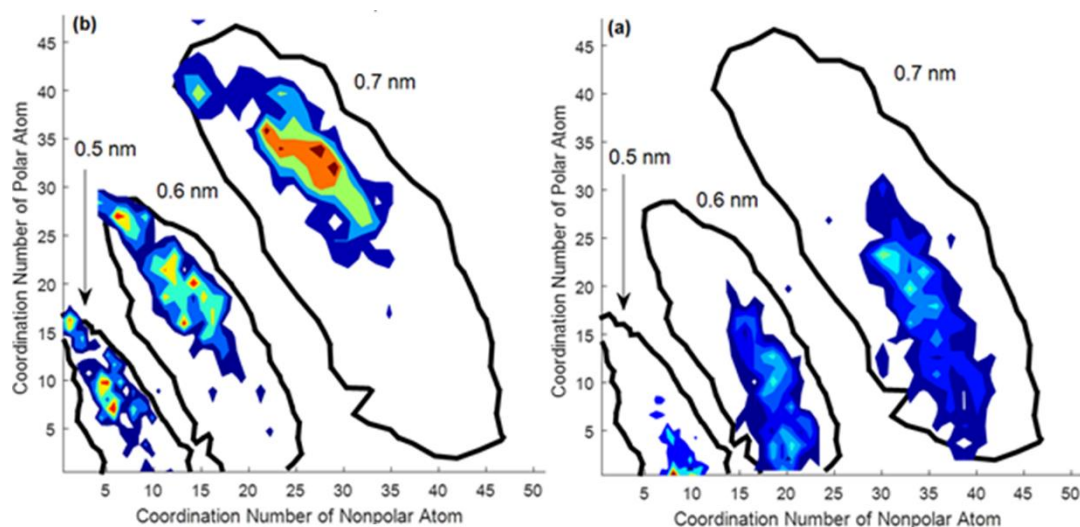 (b)
45
40
35
30
25
20
15
10
5
Coordination Number of Polar Atom
0.7 nm
0.5 nm
0.6 nm
5 10 15 20 25 30 35 40 45 50
Coordination Number of Nonpolar Atom
(a)
45
40
35
30
25
20
15
10
5
Coordination Number of Polar Atom
0.7 nm
0.5 nm
0.6 nm
5 10 15 20 25 30 35 40 45 50
Coordination Number of Nonpolar Atom